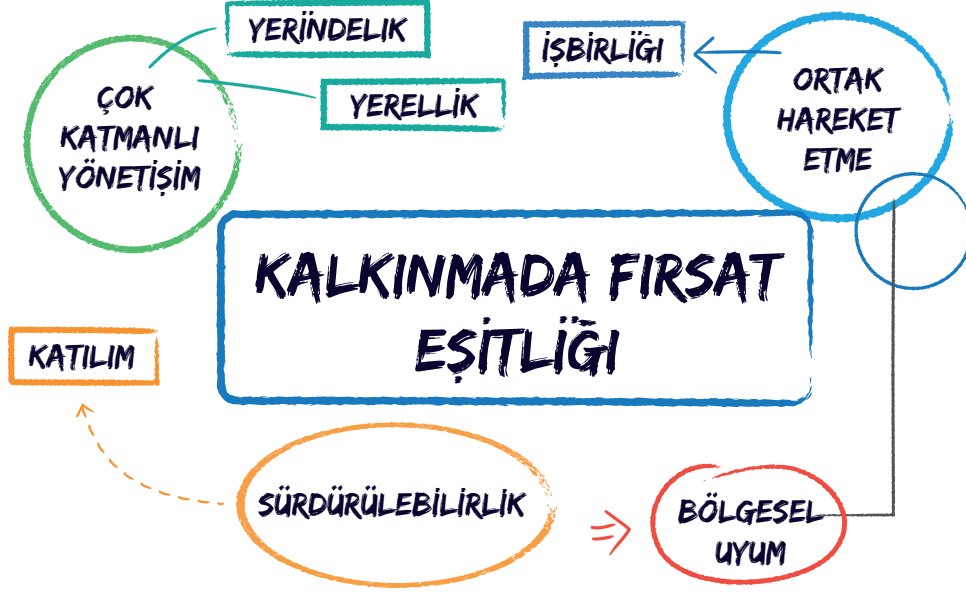 YERİNDELIK
İŞBİRLİĞI
YERELLİK
ÇOK
KATMANLI
YÖNETİŞİM
ORTAK
HAREKET
ETME
KALKINMADA FIRSAT
EŞİTLİĞI
KATILIM
SÜRDÜRÜLEBİLİRLİK
BÖLGESEL
UYUM